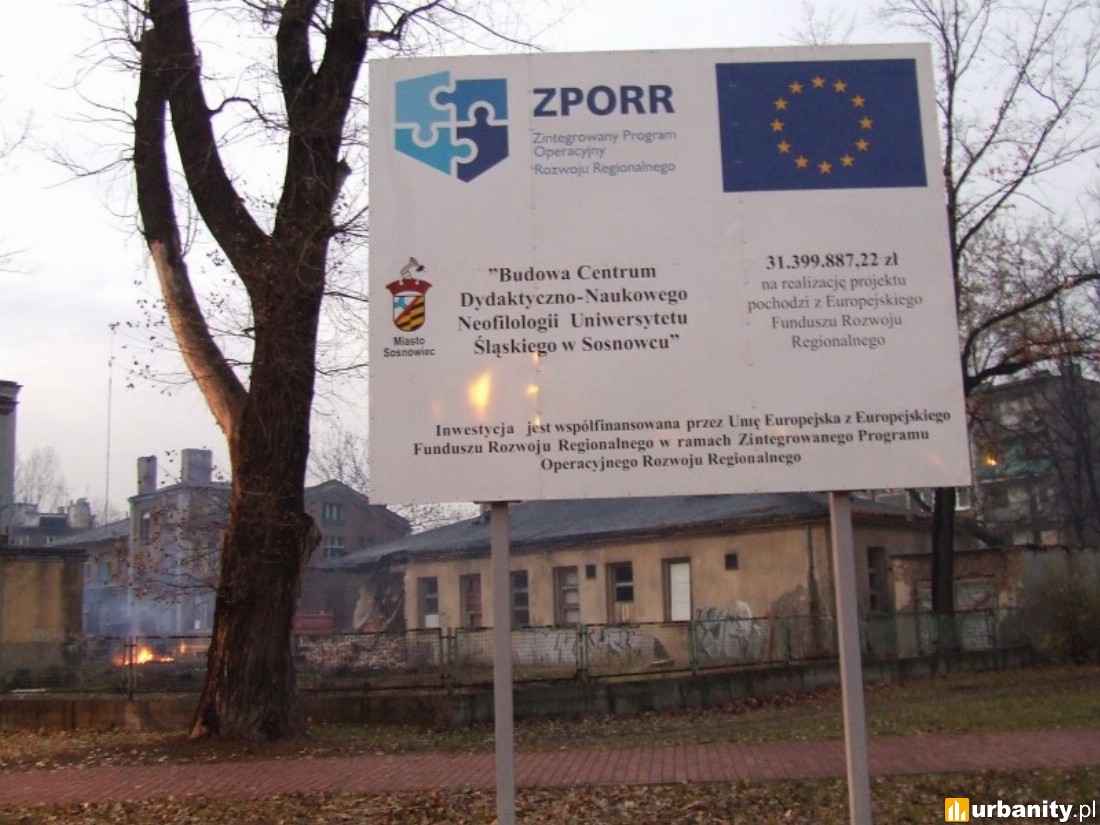 ZPORR
Zintegrowany Program
Operacyjny
Rozwoju Regionalnego
"Budowa Centrum
Dydaktyczno-Naukowego
Neofilologii Uniwersytetu
Śląskiego w Sosnowcu"
Miasto
Sosnowiec
31.399.887,22 zł
na realizację projektu
pochodzi z Europejskiego
Funduszu Rozwoju
Regionalnego
Inwestycja jest współfinansowana przez Unię Europejska z Europejskiego
Funduszu Rozwoju Regionalnego w ramach Zintegrowanego Programu
Operacyjnego Rozwoju Regionalnego
urbanity.pl